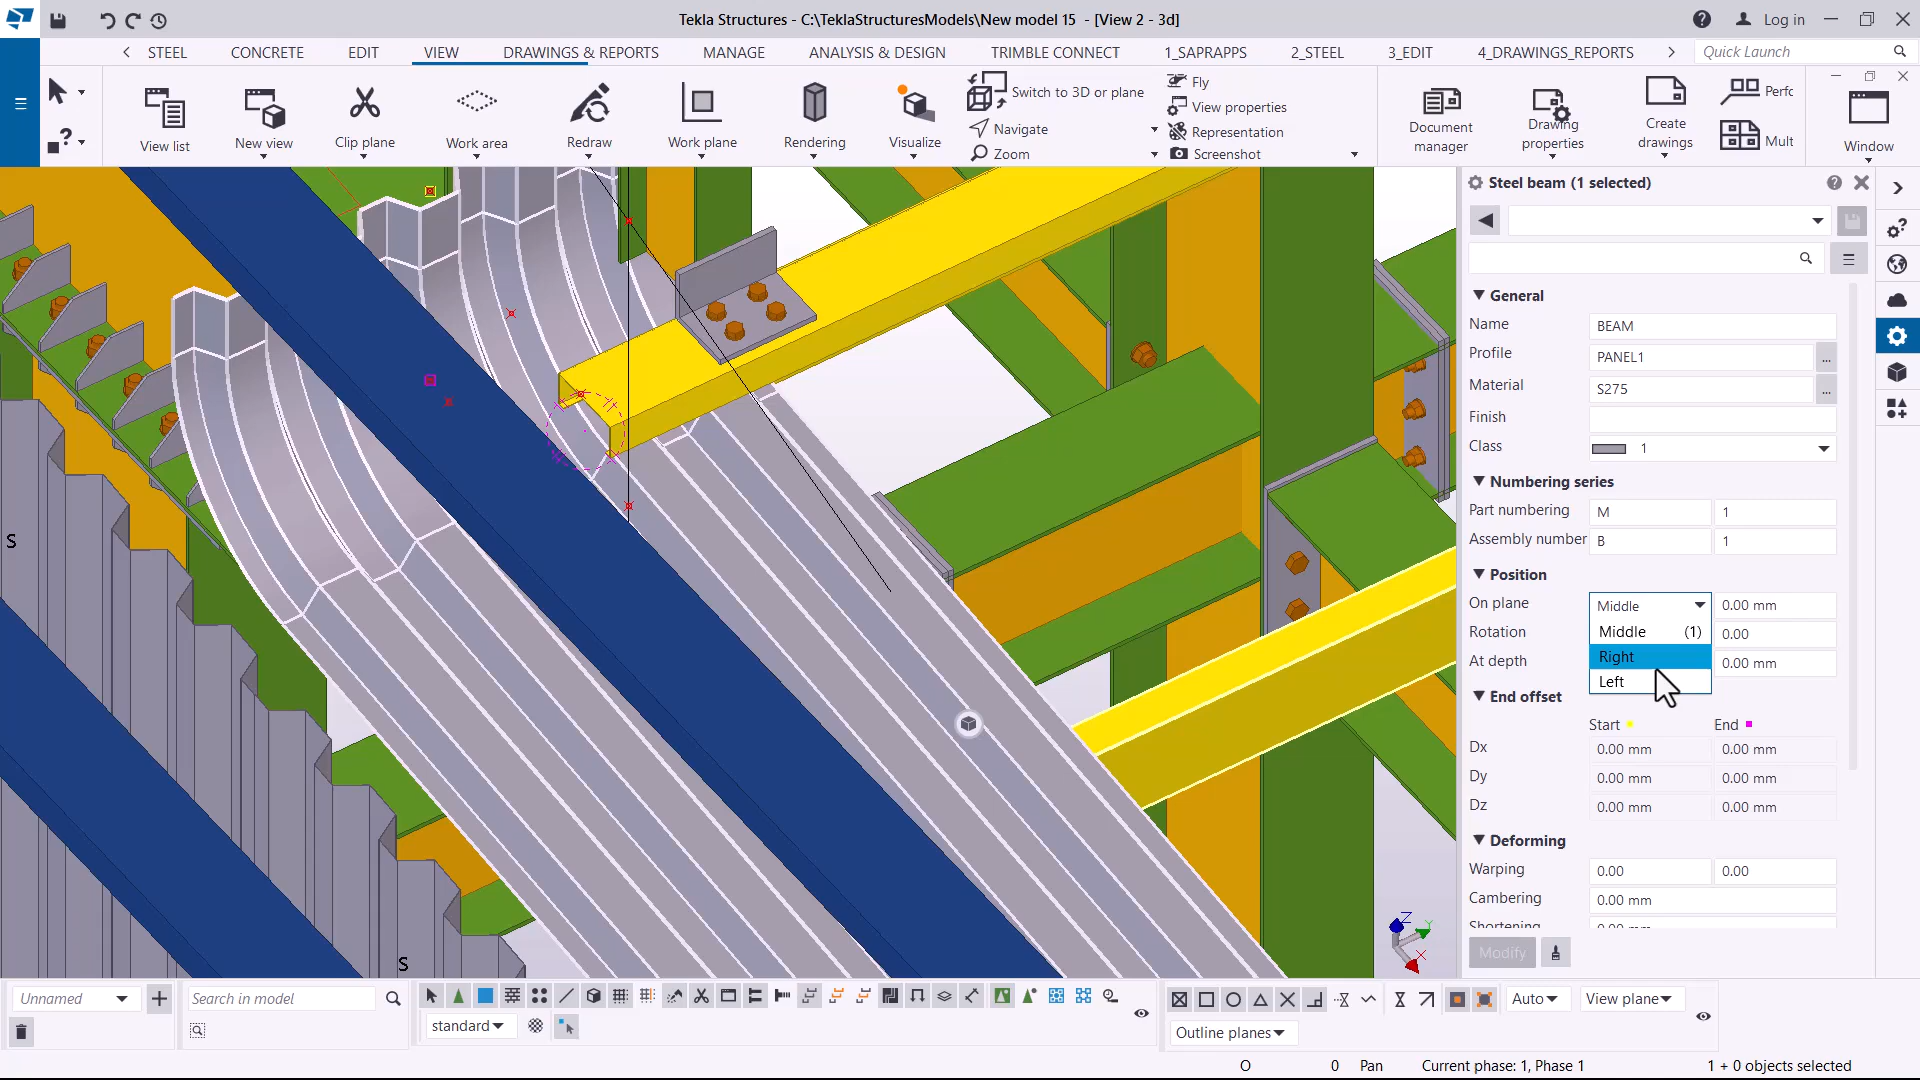 Tekla Structures - C:\TeklaStructuresModels\New model 15 - [View 2 - 3d]
Log in
STEEL CONCRETE EDIT VIEW DRAWINGS & REPORTS MANAGE ANALYSIS & DESIGN TRIMBLE CONNECT 1_SAPRAPPS 2_STEEL 3_EDIT 4_DRAWINGS_REPORTS Quick Launch
View list
New view
Clip plane
Work area
Redraw
Work plane
Rendering
Visualize
Switch to 3D or plane
Navigate
Zoom
Fly
View properties
Representation
Screenshot
Document manager
Drawing properties
Create drawings
Perfc
Mult
Window
Steel beam (1 selected)
General
Name BEAM
Profile PANEL1 ...
Material S275 ...
Finish
Class 1
Numbering series
Part numbering M 1
Assembly number B 1
Position
On plane Middle 0.00 mm
Middle (1)
Rotation 0.00
Right
At depth 0.00 mm
Left
End offset
Start End
Dx 0.00 mm 0.00 mm
Dy 0.00 mm 0.00 mm
Dz 0.00 mm 0.00 mm
Deforming
Warping 0.00 0.00
Cambering 0.00 mm
Shortening 0.00 mm
Modify
S
S
Z
Y
X
Unnamed
Search in model
standard
Auto
View plane
Outline planes
O 0 Pan Current phase: 1, Phase 1 1 + 0 objects selected